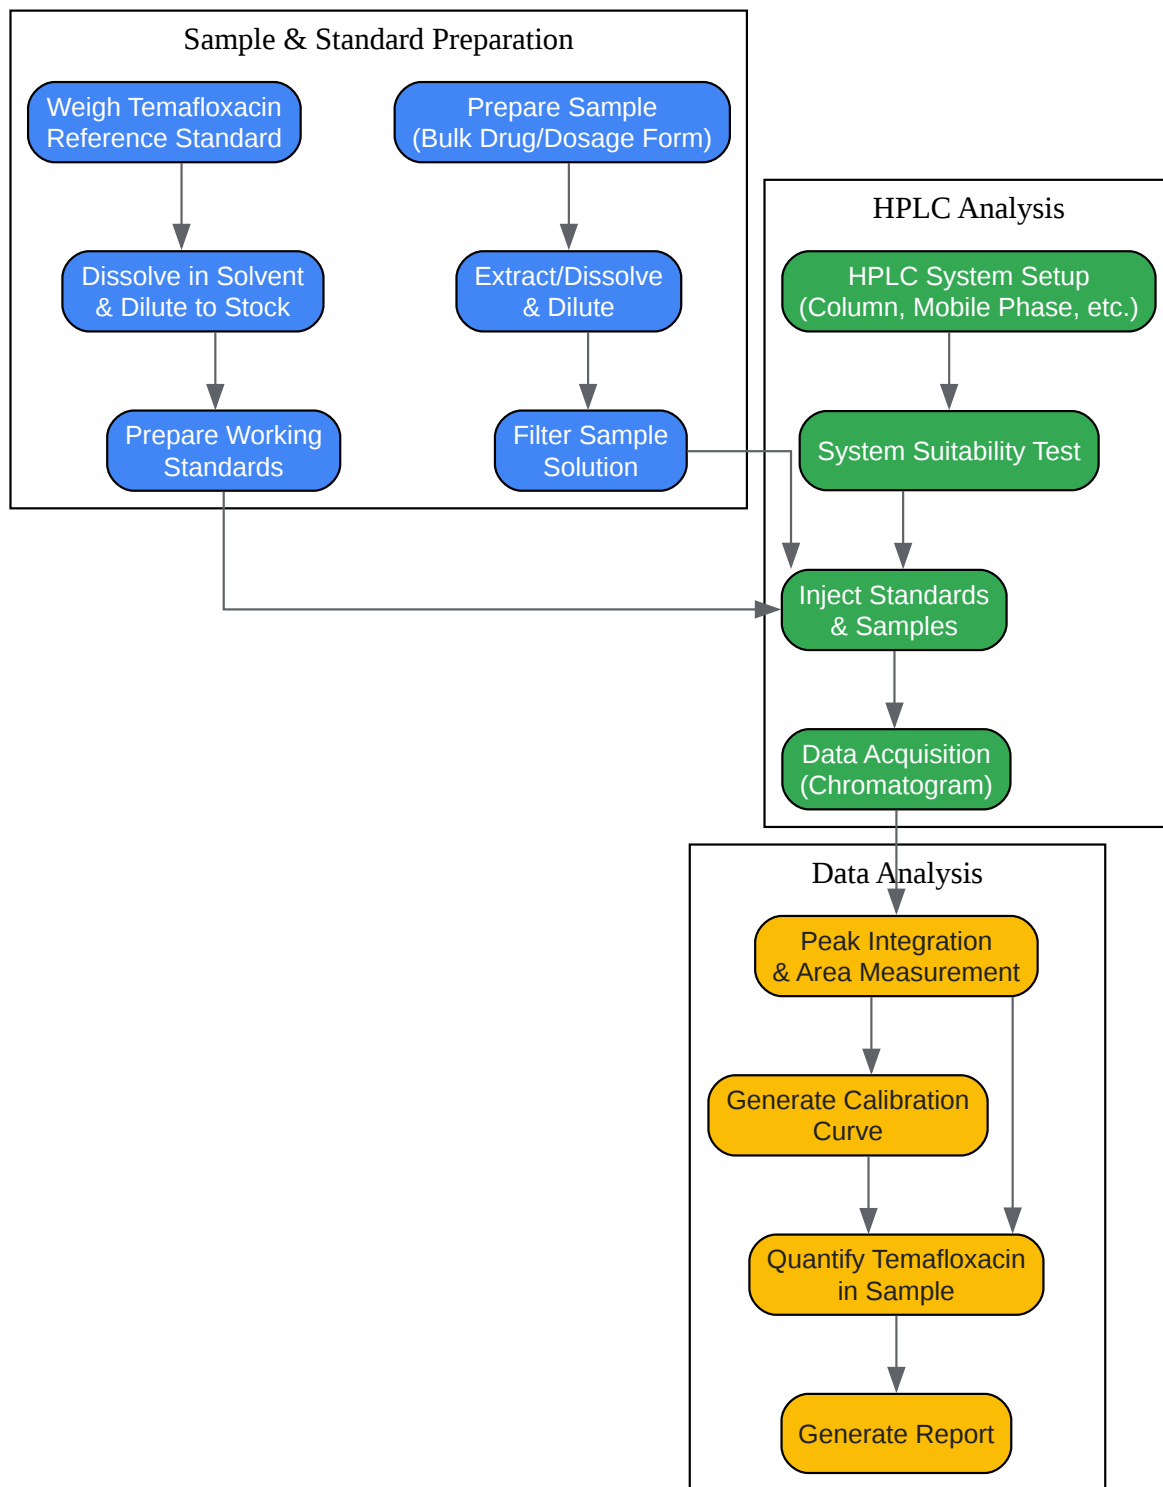 Sample & Standard Preparation
Weigh Temafloxacin
Reference Standard
Prepare Sample
(Bulk Drug/Dosage Form)
Dissolve in Solvent
& Dilute to Stock
Extract/Dissolve
& Dilute
Prepare Working
Standards
Filter Sample
Solution
HPLC Analysis
HPLC System Setup
(Column, Mobile Phase, etc.)
System Suitability Test
Inject Standards
& Samples
Data Acquisition
(Chromatogram)
Data Analysis
Peak Integration
& Area Measurement
Generate Calibration
Curve
Quantify Temafloxacin
in Sample
Generate Report